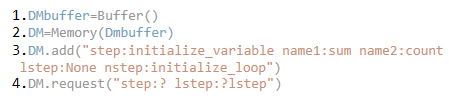 1.DMbuffer=Buffer()
2.DM=Memory(Dmbuffer)
3.DM.add("step:initialize_variable name1:sum name2:count
lstep:None nstep:initialize_loop")
4.DM.request("step:? lstep:?lstep")